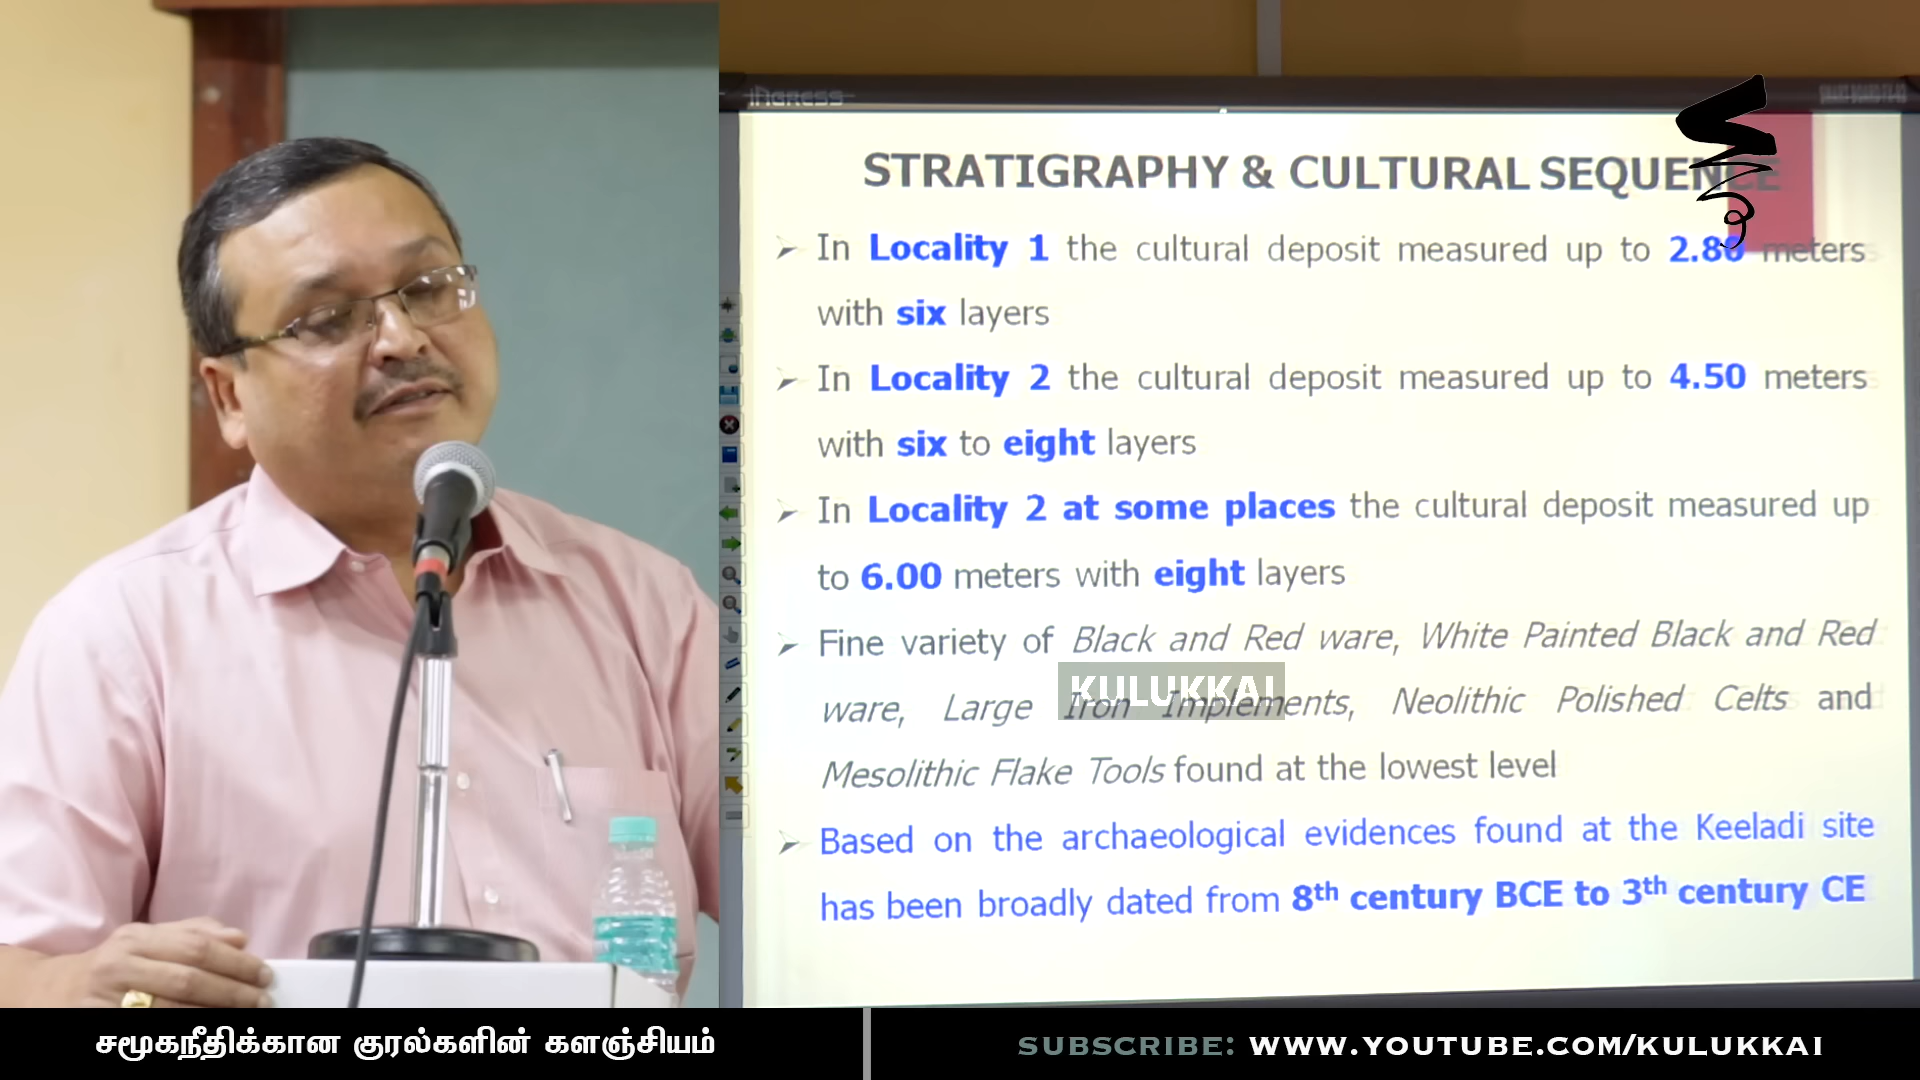 STRATIGRAPHY & CULTURAL SEQUENCE
In Locality 1 the cultural deposit measured up to 2.80 meters
with six layers
In Locality 2 the cultural deposit measured up to 4.50 meters
with six to eight layers
In Locality 2 at some places the cultural deposit measured up
to 6.00 meters with eight layers
Fine variety of Black and Red ware, White Painted Black and Red
ware, Large Iron Implements, Neolithic Polished Celts and
Mesolithic Flake Tools found at the lowest level
Based on the archaeological evidences found at the Keeladi site
has been broadly dated from 8th century BCE to 3th century CE
KULUKKAI
சமூகநீதிக்கான குரல்களின் களஞ்சியம்
SUBSCRIBE: WWW.YOUTUBE.COM/KULUKKAI